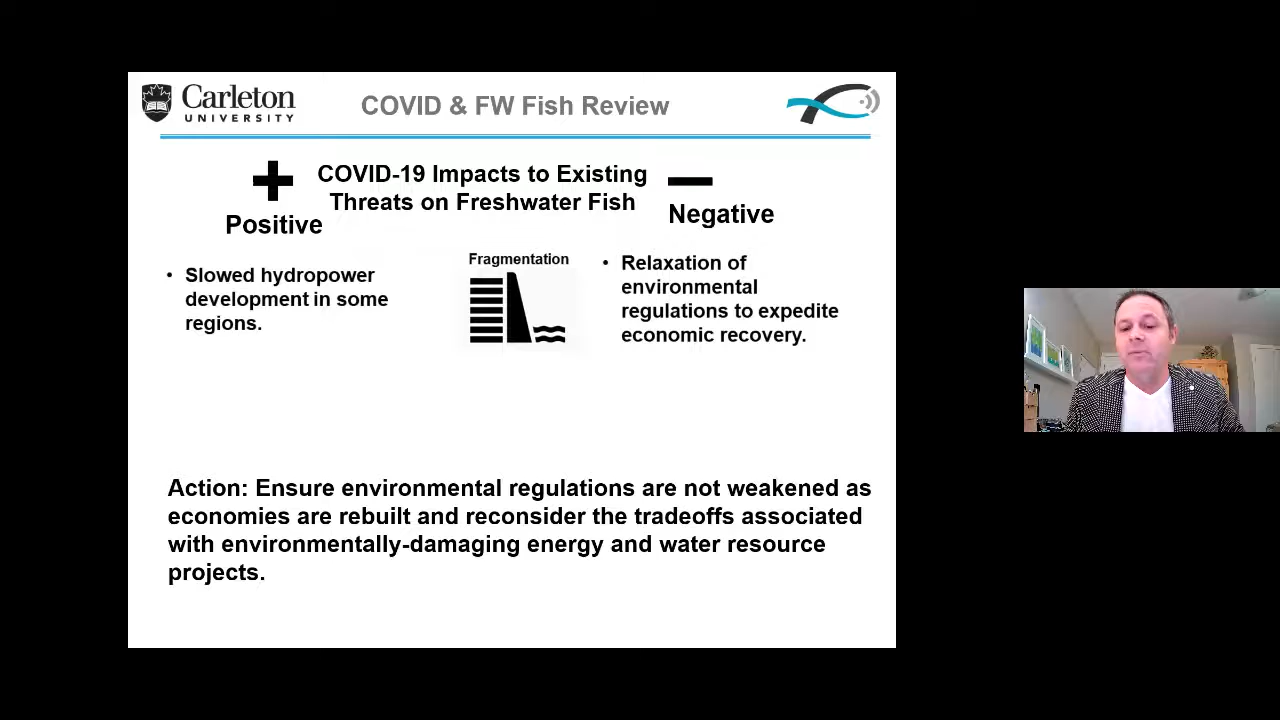 Carleton
UNIVERSITY
COVID & FW Fish Review
COVID-19 Impacts to Existing
Threats on Freshwater Fish
Positive
Negative
• Slowed hydropower
development in some
regions.
Fragmentation
• Relaxation of
environmental
regulations to expedite
economic recovery.
Action: Ensure environmental regulations are not weakened as
economies are rebuilt and reconsider the tradeoffs associated
with environmentally-damaging energy and water resource
projects.